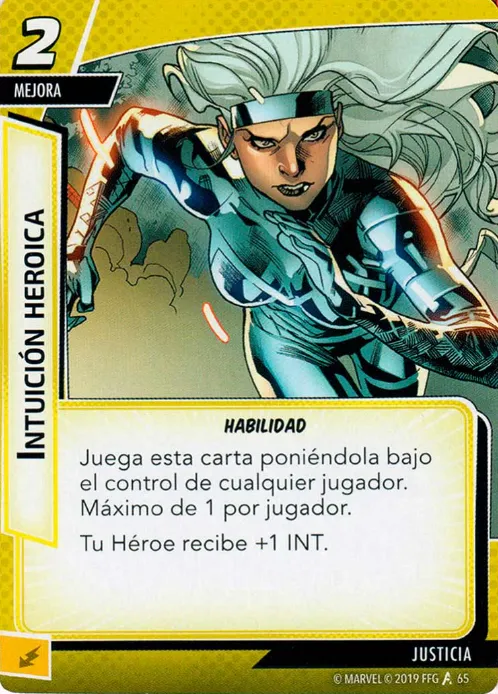 2
MEJORA
INTUICIÓN HEROICA
HABILIDAD
Juega esta carta poniéndola bajo
el control de cualquier jugador.
Máximo de 1 por jugador.
Tu Héroe recibe +1 INT.
JUSTICIA
© MARVEL © 2019 FFG 65